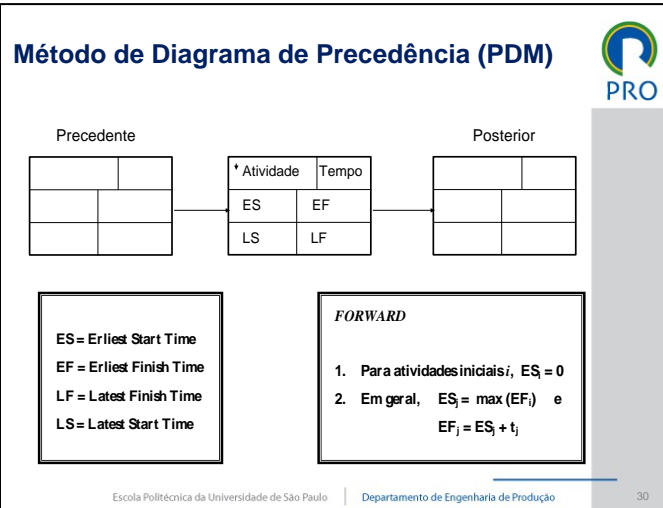 Método de Diagrama de Precedência (PDM)
PRO
Precedente
Posterior
Atividade Tempo
ES EF
LS LF
ES = Erliest Start Time
EF = Erliest Finish Time
LF = Latest Finish Time
LS = Latest Start Time
FORWARD
1. Para atividades iniciais i, ESi = 0
2. Em geral, ESj = max (EFi) e
EFj = ESj + tj
Escola Politécnica da Universidade de São Paulo | Departamento de Engenharia de Produção 30